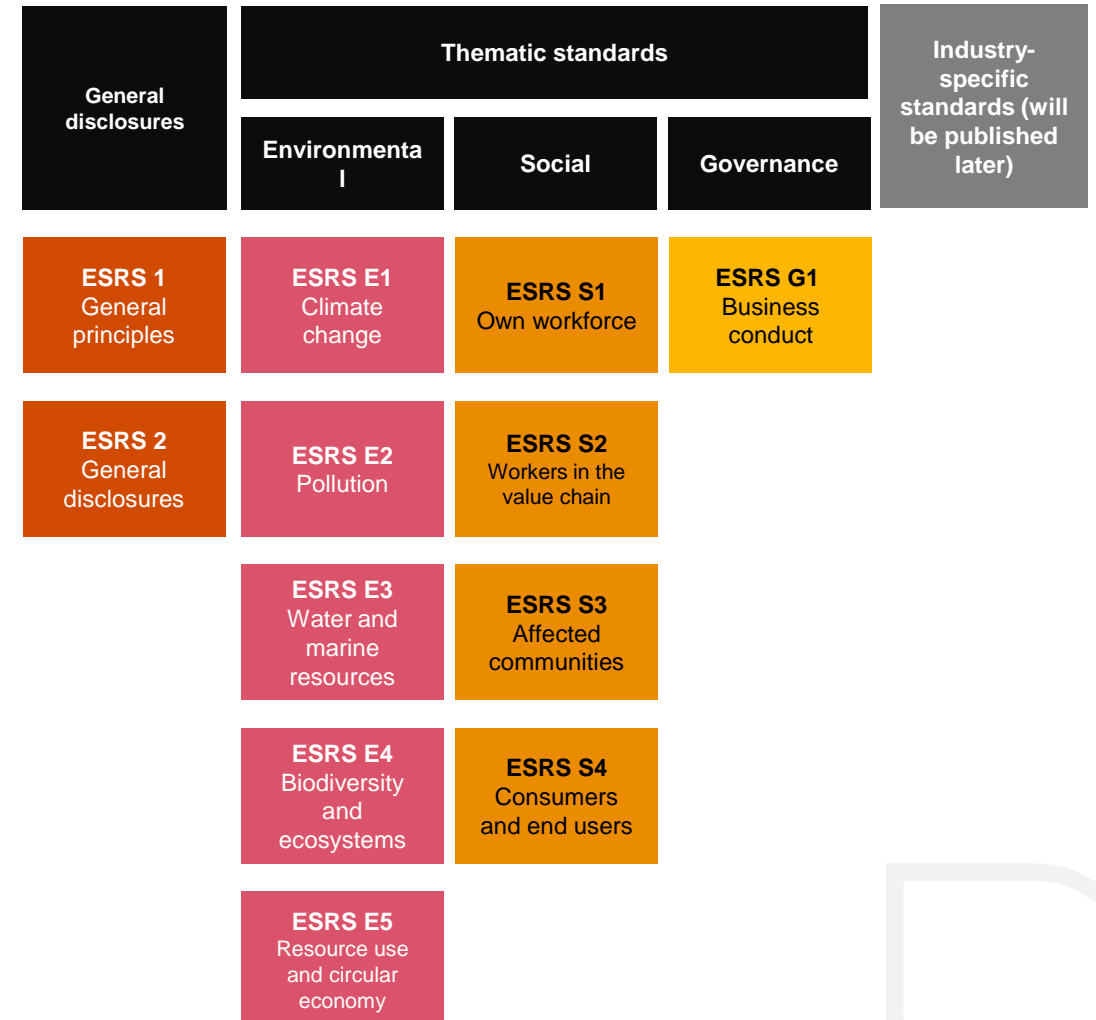 General
disclosures
Thematic standards
Environmenta
l
Social
Governance
Industry-
specific
standards (will
be published
later)
ESRS 1
General
principles
ESRS E1
Climate
change
ESRS S1
Own workforce
ESRS G1
Business
conduct
ESRS 2
General
disclosures
ESRS E2
Pollution
ESRS S2
Workers in the
value chain
ESRS E3
Water and
marine
resources
ESRS S3
Affected
communities
ESRS E4
Biodiversity
and
ecosystems
ESRS S4
Consumers
and end users
ESRS E5
Resource use
and circular
economy